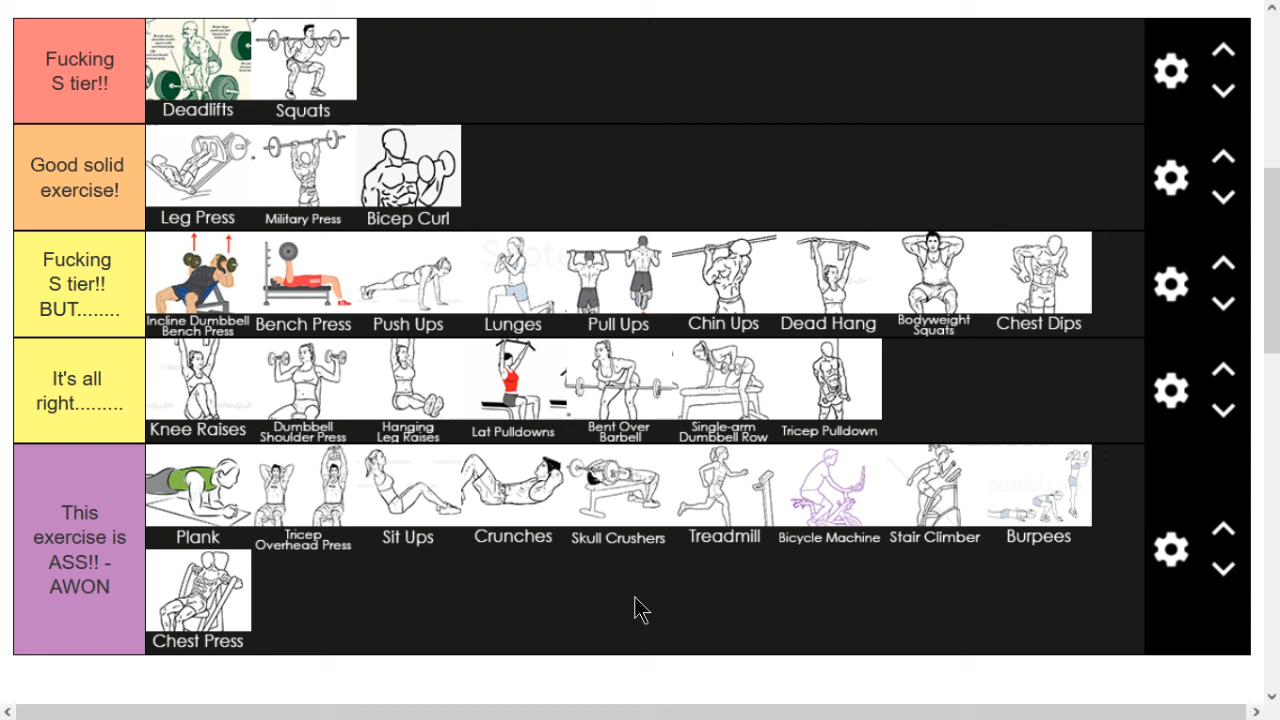 Fucking
S tier!!
Deadlifts
Squats
Good solid
exercise!
Leg Press
Military Press
Bicep Curl
Fucking
S tier!!
BUT........
Incline Dumbbell
Bench Press
Bench Press
Push Ups
Lunges
Pull Ups
Chin Ups
Dead Hang
Bodyweight
Squats
Chest Dips
It's all
right.........
Knee Raises
Dumbbell
Shoulder Press
Hanging
Leg Raises
Lat Pulldowns
Bent Over
Barbell
Single-arm
Dumbbell Row
Tricep Pulldown
This
exercise is
ASS!! -
AWON
Plank
Tricep
Overhead Press
Sit Ups
Crunches
Skull Crushers
Treadmill
Bicycle Machine
Stair Climber
Burpees
Chest Press